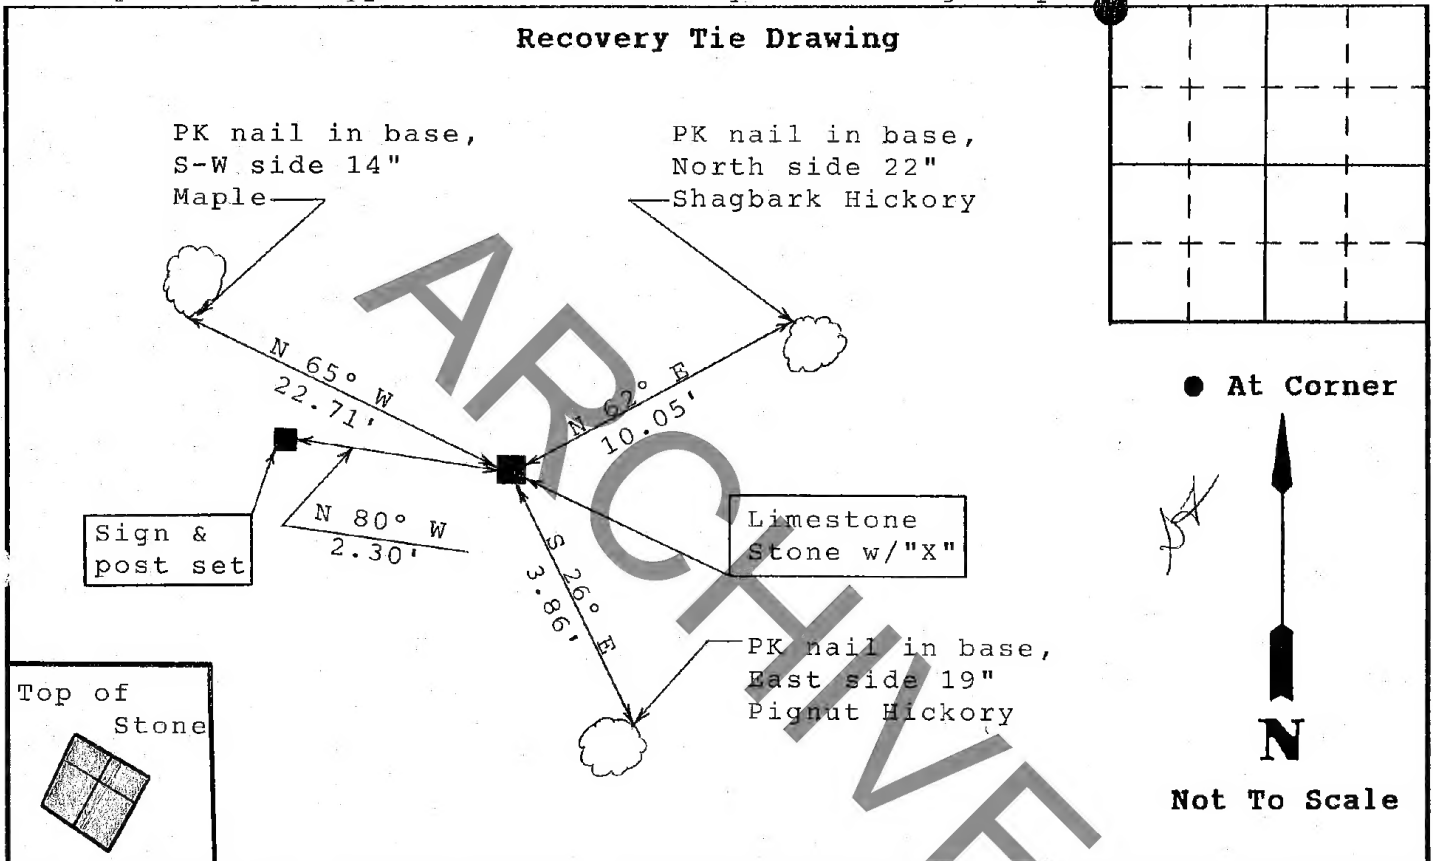 Recovery Tie Drawing
PK nail in base,
S-W side 14"
Maple
PK nail in base,
North side 22"
Shagbark Hickory
N 65° W
22.71'
N 62° E
10.05'
● At Corner
Sign &
post set
N 80° W
2.30'
Limestone
Stone w/"X"
S 26° E
3.86'
PK nail in base,
East side 19"
Pignut Hickory
Top of
Stone
N
Not To Scale
ARCHIVE